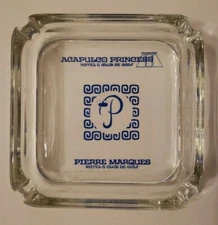 ACAPULCO PRINCESS
HOTEL & CLUB DE GOLF
P
PIERRE MARQUES
HOTEL & CLUB DE GOLF